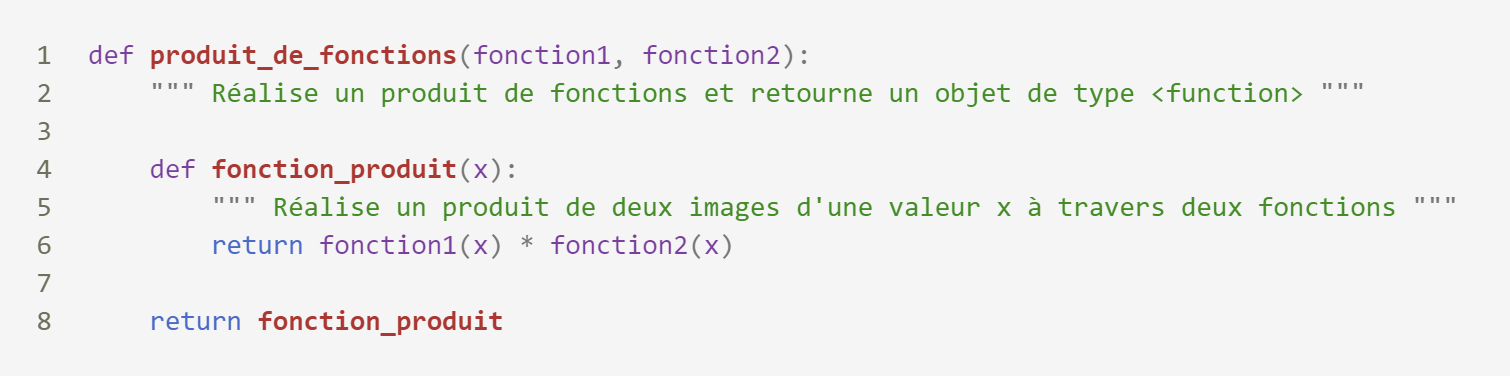 1 def produit_de_fonctions(fonction1, fonction2):
2     """ Réalise un produit de fonctions et retourne un objet de type <function> """
3
4     def fonction_produit(x):
5         """ Réalise un produit de deux images d'une valeur x à travers deux fonctions """
6         return fonction1(x) * fonction2(x)
7
8     return fonction_produit